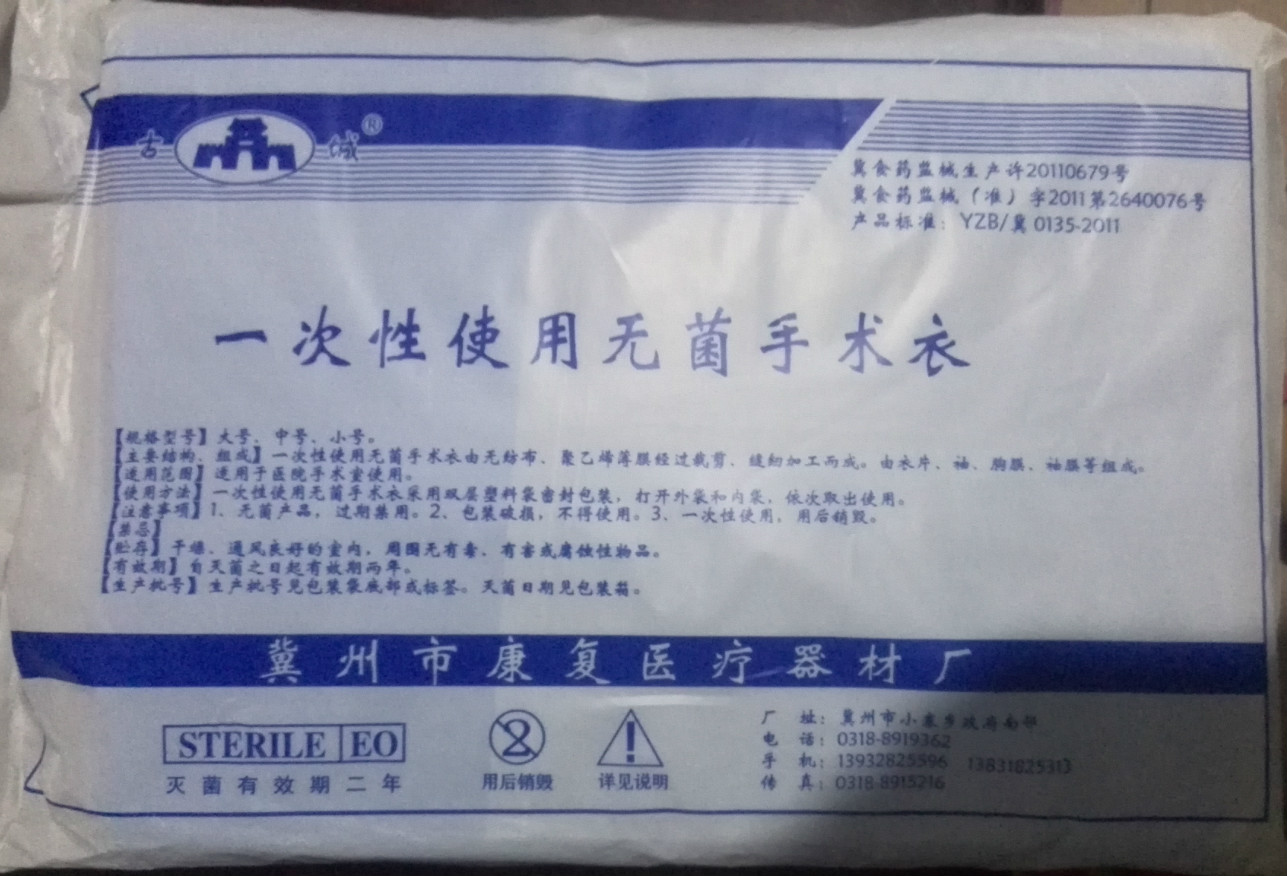 古城®
冀食药监械生产许20110679号
冀食药监械（准）字2011第2640076号
产品标准：YZB/冀 0135-2011
一次性使用无菌手术衣
【规格型号】大号、中号、小号。
【主要结构、组成】一次性使用无菌手术衣由无纺布、聚乙烯薄膜经过裁剪、缝纫加工而成。由衣片、袖、胸膜、袖膜等组成。
【适用范围】适用于医院手术室使用。
【使用方法】一次性使用无菌手术衣采用双层塑料袋密封包装，打开外袋和内袋，依次取出使用。
【注意事项】1、无菌产品，过期禁用。2、包装破损，不得使用。3、一次性使用，用后销毁。
【禁忌】
【贮存】干燥、通风良好的室内，周围无有毒、有害或腐蚀性物品。
【有效期】自灭菌之日起有效期两年。
【生产批号】生产批号见包装袋底部或标签。灭菌日期见包装箱。
冀州市康复医疗器材厂
STERILE EO
灭菌有效期二年
2
用后销毁
!
详见说明
厂 址：冀州市小寨乡政府南邻
电 话：0318-8919362
手 机：13932825596 13831825313
传 真：0318-8915216